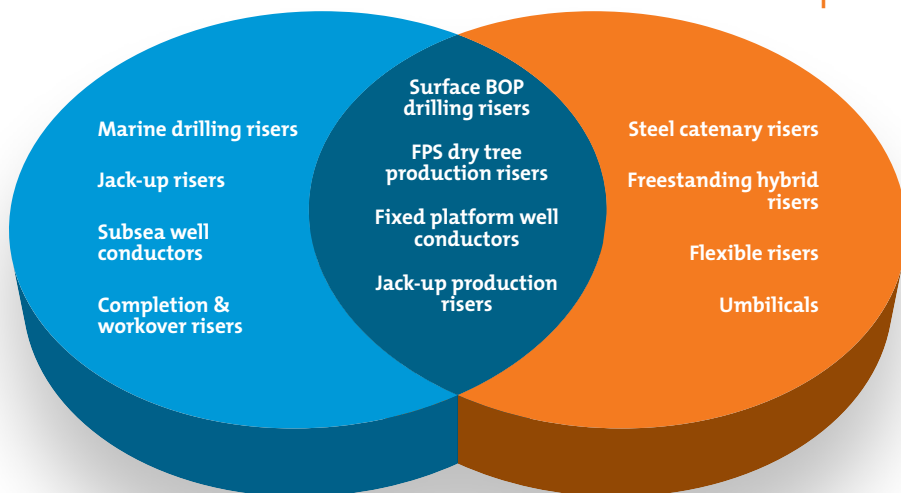 Marine drilling risers
Jack-up risers
Subsea well
conductors
Completion &
workover risers
Surface BOP
drilling risers
FPS dry tree
production risers
Fixed platform well
conductors
Jack-up production
risers
Steel catenary risers
Freestanding hybrid
risers
Flexible risers
Umbilicals